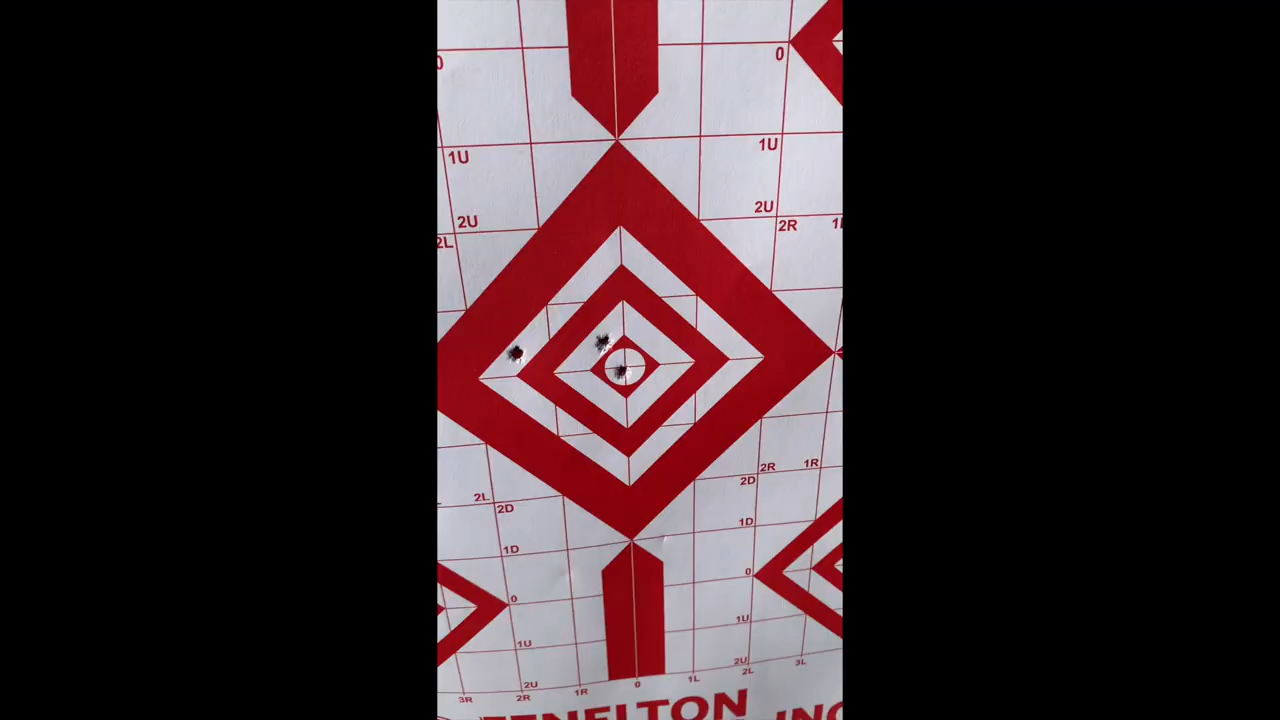 0 0
1U 1U
2U 2U
2L 2R
2L 2R 1R
2D 2D
1D 1D
0 0
1U 1U
2U 2U
3R 2R 1R 0 1L 2L 3L